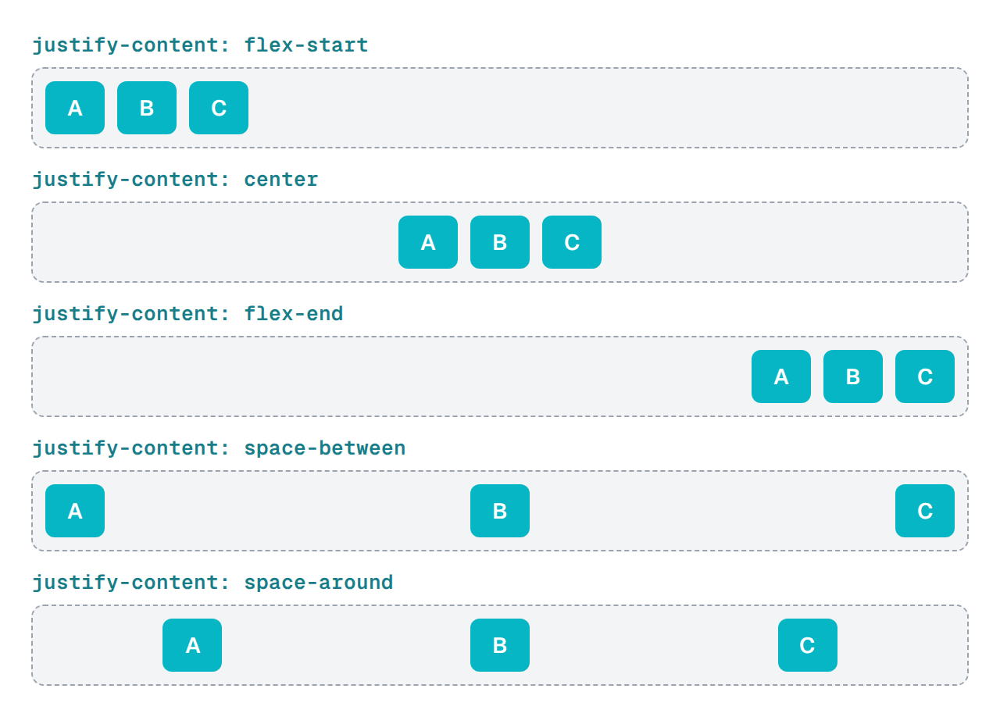 justify-content: flex-start
A B C
justify-content: center
A B C
justify-content: flex-end
A B C
justify-content: space-between
A B C
justify-content: space-around
A B C